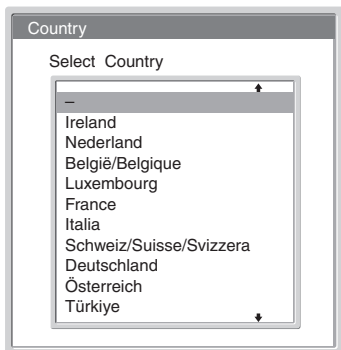 Country
Select Country
–
Ireland
Nederland
België/Belgique
Luxembourg
France
Italia
Schweiz/Suisse/Svizzera
Deutschland
Österreich
Türkiye